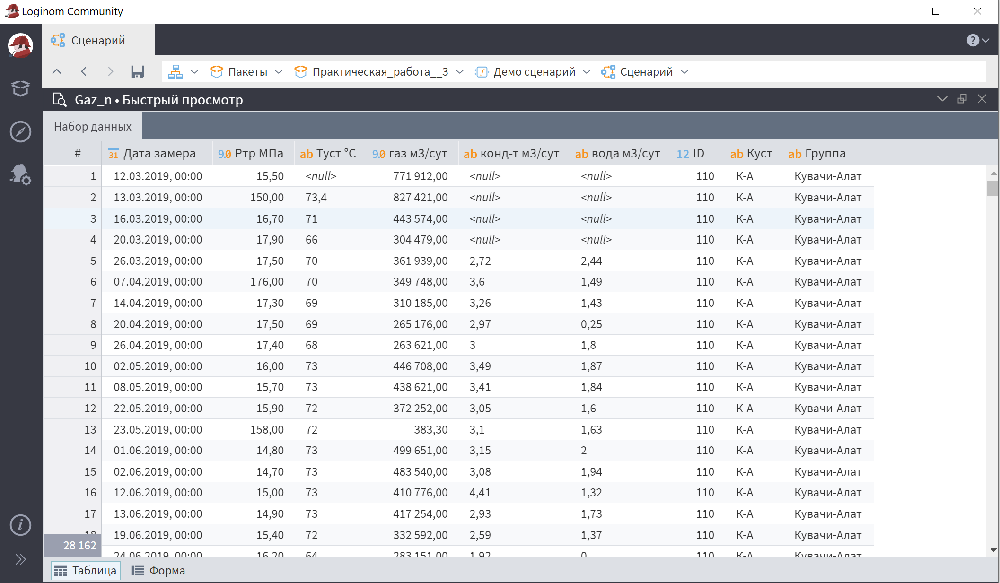 Loginom Community
Сценарий
Пакеты Практическая_работа__3 Демо сценарий Сценарий
Gaz_n • Быстрый просмотр
Набор данных
# 31 Дата замера 9.0 Pтр МПа ab Туст °C 9.0 газ м3/сут ab конд-т м3/сут ab вода м3/сут 12 ID ab Куст ab Группа
1 12.03.2019, 00:00 15,50 <null> 771 912,00 <null> <null> 110 К-А Кувачи-Алат
2 13.03.2019, 00:00 150,00 73,4 827 421,00 <null> <null> 110 К-А Кувачи-Алат
3 16.03.2019, 00:00 16,70 71 443 574,00 <null> <null> 110 К-А Кувачи-Алат
4 20.03.2019, 00:00 17,90 66 304 479,00 <null> <null> 110 К-А Кувачи-Алат
5 26.03.2019, 00:00 17,50 70 361 939,00 2,72 2,44 110 К-А Кувачи-Алат
6 07.04.2019, 00:00 176,00 70 349 748,00 3,6 1,49 110 К-А Кувачи-Алат
7 14.04.2019, 00:00 17,30 69 310 185,00 3,26 1,43 110 К-А Кувачи-Алат
8 20.04.2019, 00:00 17,50 69 265 176,00 2,97 0,25 110 К-А Кувачи-Алат
9 26.04.2019, 00:00 17,40 68 263 621,00 3 1,8 110 К-А Кувачи-Алат
10 02.05.2019, 00:00 16,00 73 446 708,00 3,49 1,87 110 К-А Кувачи-Алат
11 08.05.2019, 00:00 15,70 73 438 621,00 3,41 1,84 110 К-А Кувачи-Алат
12 22.05.2019, 00:00 15,90 72 372 252,00 3,05 1,6 110 К-А Кувачи-Алат
13 23.05.2019, 00:00 158,00 72 383,30 3,1 1,63 110 К-А Кувачи-Алат
14 01.06.2019, 00:00 14,80 73 499 651,00 3,15 2 110 К-А Кувачи-Алат
15 02.06.2019, 00:00 14,70 73 483 540,00 3,08 1,94 110 К-А Кувачи-Алат
16 12.06.2019, 00:00 15,00 73 410 776,00 4,41 1,32 110 К-А Кувачи-Алат
17 13.06.2019, 00:00 14,90 73 417 254,00 2,93 1,73 110 К-А Кувачи-Алат
18 19.06.2019, 00:00 15,40 72 332 592,00 2,59 1,37 110 К-А Кувачи-Алат
28 162 24.06.2019, 00:00 16,20 64 283 151,00 1,92 0 110 К-А Кувачи-Алат
Таблица Форма